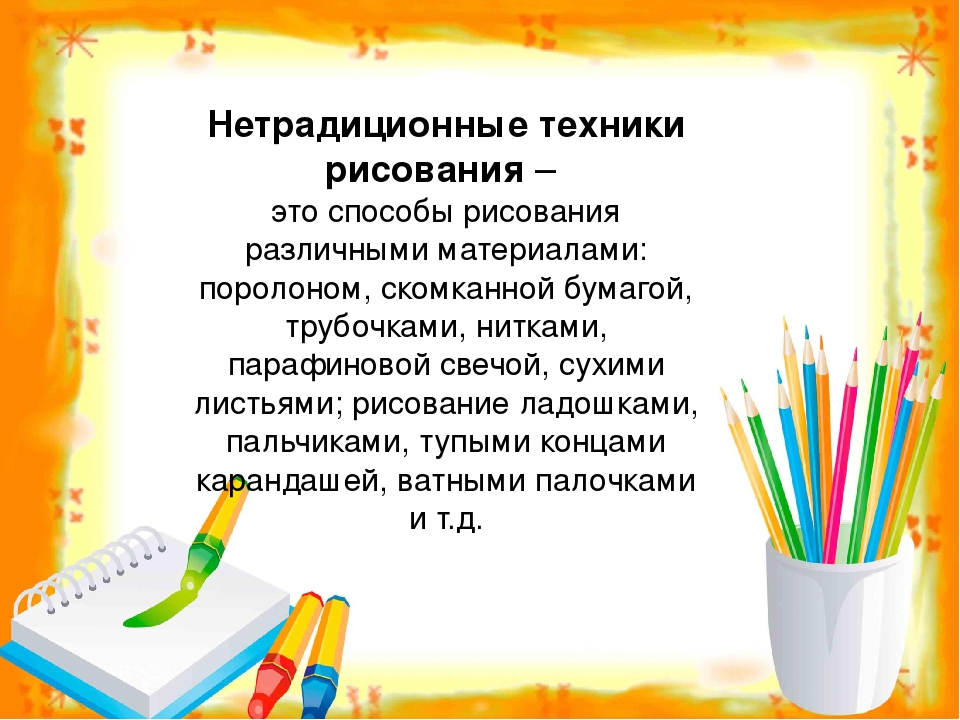 Нетрадиционные техники
рисования –
это способы рисования
различными материалами:
поролоном, скомканной бумагой,
трубочками, нитками,
парафиновой свечой, сухими
листьями; рисование ладошками,
пальчиками, тупыми концами
карандашей, ватными палочками
и т.д.